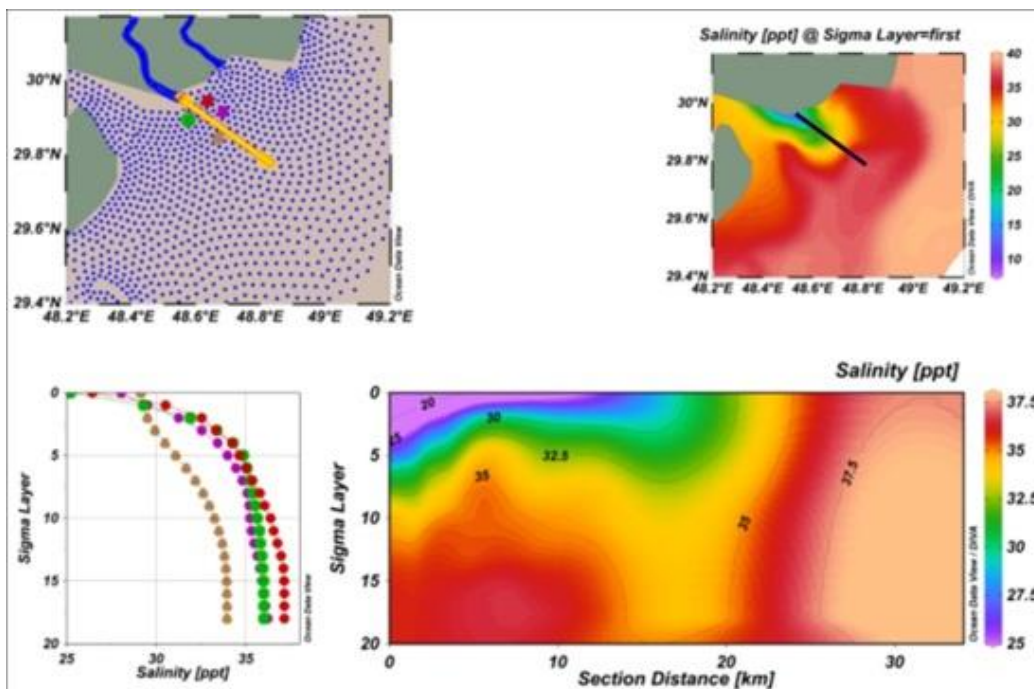 30°N
29.8°N
29.6°N
29.4°N
48.2°E 48.4°E 48.6°E 48.8°E 49°E 49.2°E
Ocean Data View
Salinity [ppt] @ Sigma Layer=first
30°N
29.8°N
29.6°N
29.4°N
48.2°E 48.4°E 48.6°E 48.8°E 49°E 49.2°E
Ocean Data View / DIVA
40
35
30
25
20
15
10
0
5
10
15
20
Sigma Layer
25 30 35
Salinity [ppt]
Ocean Data View
Salinity [ppt]
0
5
10
15
20
Sigma Layer
20
30
32.5
35
35
37.5
0 10 20 30
Section Distance [km]
Ocean Data View / DIVA
37.5
35
32.5
30
27.5
25